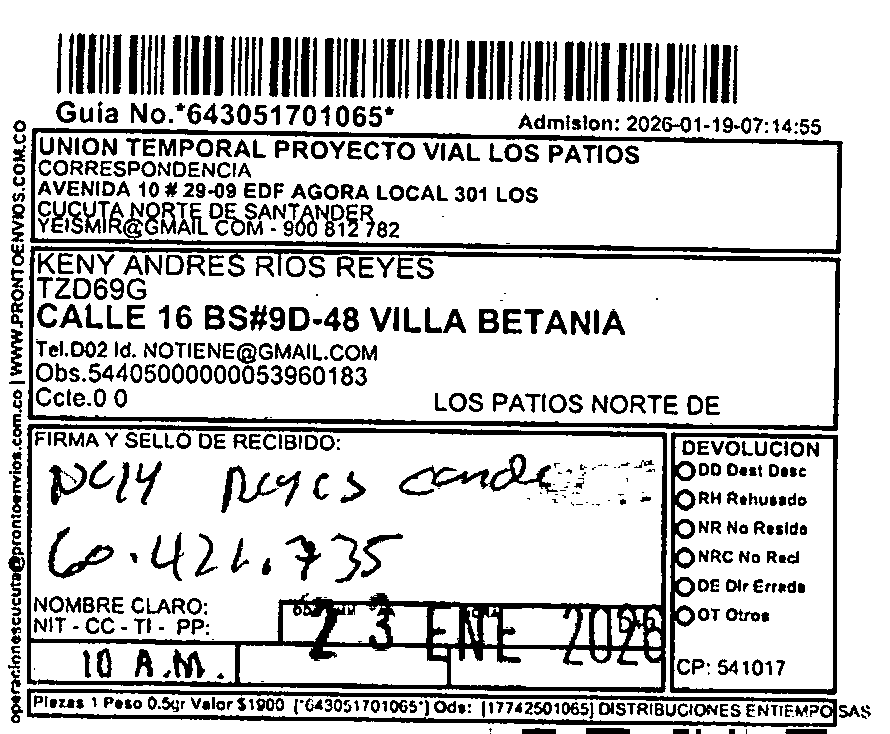 Guia No.*643051701065*
Admision: 2026-01-19-07:14:55
operacionescucuta@prontoenvios.com.co | WWW.PRONTOENVIOS.COM.CO
UNION TEMPORAL PROYECTO VIAL LOS PATIOS
CORRESPONDENCIA
AVENIDA 10 # 29-09 EDF AGORA LOCAL 301 LOS
CUCUTA NORTE DE SANTANDER
YEISMIR@GMAIL COM - 900 812 782
KENY ANDRES RIOS REYES
TZD69G
CALLE 16 BS#9D-48 VILLA BETANIA
Tel.D02 Id. NOTIENE@GMAIL.COM
Obs.54405000000053960183
Ccte.0 0
LOS PATIOS NORTE DE
FIRMA Y SELLO DE RECIBIDO:
Nely Reyes conde
60.421.735
NOMBRE CLARO:
NIT - CC - TI - PP:
23 ENE 2026
10 A.M.
DEVOLUCION
DD Dest Desc
RH Rehusado
NR No Reside
NRC No Recl
DE Dir Errada
OT Otros
CP: 541017
Piezas 1 Peso 0.5gr Valor $1900 (*643051701065*) Ods: [17742501065] DISTRIBUCIONES ENTIEMPO SAS